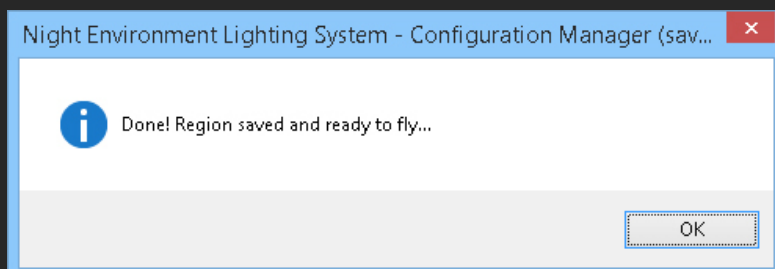 Night Environment Lighting System - Configuration Manager (sav...
Done! Region saved and ready to fly...
OK